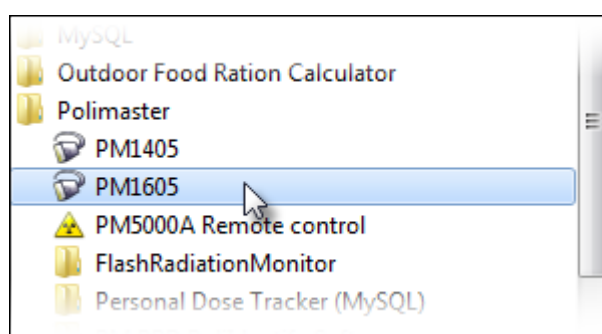 MySQL
Outdoor Food Ration Calculator
Polimaster
PM1405
PM1605
PM5000A Remote control
FlashRadiationMonitor
Personal Dose Tracker (MySQL)